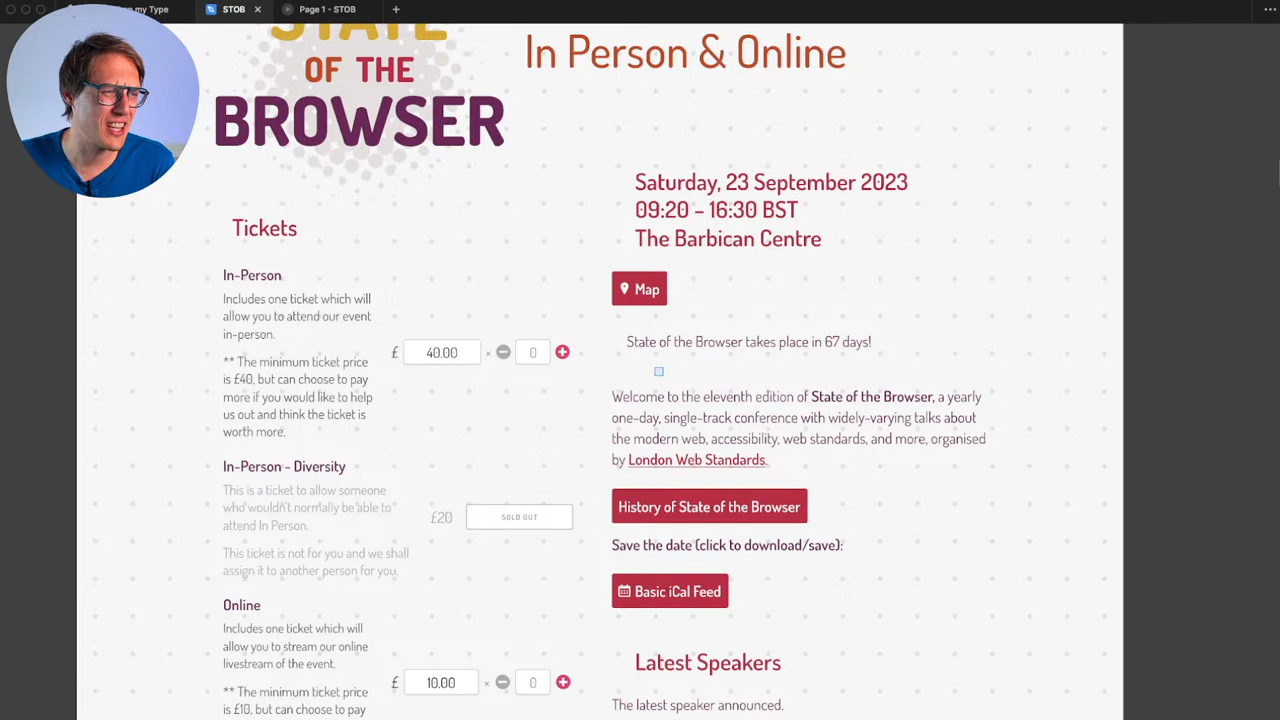 my Type
STOB
Page 1 - STOB
STATE
OF THE
BROWSER
In Person & Online
Saturday, 23 September 2023
09:20 – 16:30 BST
The Barbican Centre
Tickets
In-Person
Includes one ticket which will
allow you to attend our event
in-person.
** The minimum ticket price
is £40, but can choose to pay
more if you would like to help
us out and think the ticket is
worth more.
£ 40.00 × 0
In-Person - Diversity
This is a ticket to allow someone
who wouldn't normally be able to
attend In Person.
This ticket is not for you and we shall
assign it to another person for you.
£20 SOLD OUT
Online
Includes one ticket which will
allow you to stream our online
livestream of the event.
** The minimum ticket price
is £10, but can choose to pay
£ 10.00 × 0
Map
State of the Browser takes place in 67 days!
Welcome to the eleventh edition of State of the Browser, a yearly
one-day, single-track conference with widely-varying talks about
the modern web, accessibility, web standards, and more, organised
by London Web Standards.
History of State of the Browser
Save the date (click to download/save):
Basic iCal Feed
Latest Speakers
The latest speaker announced.